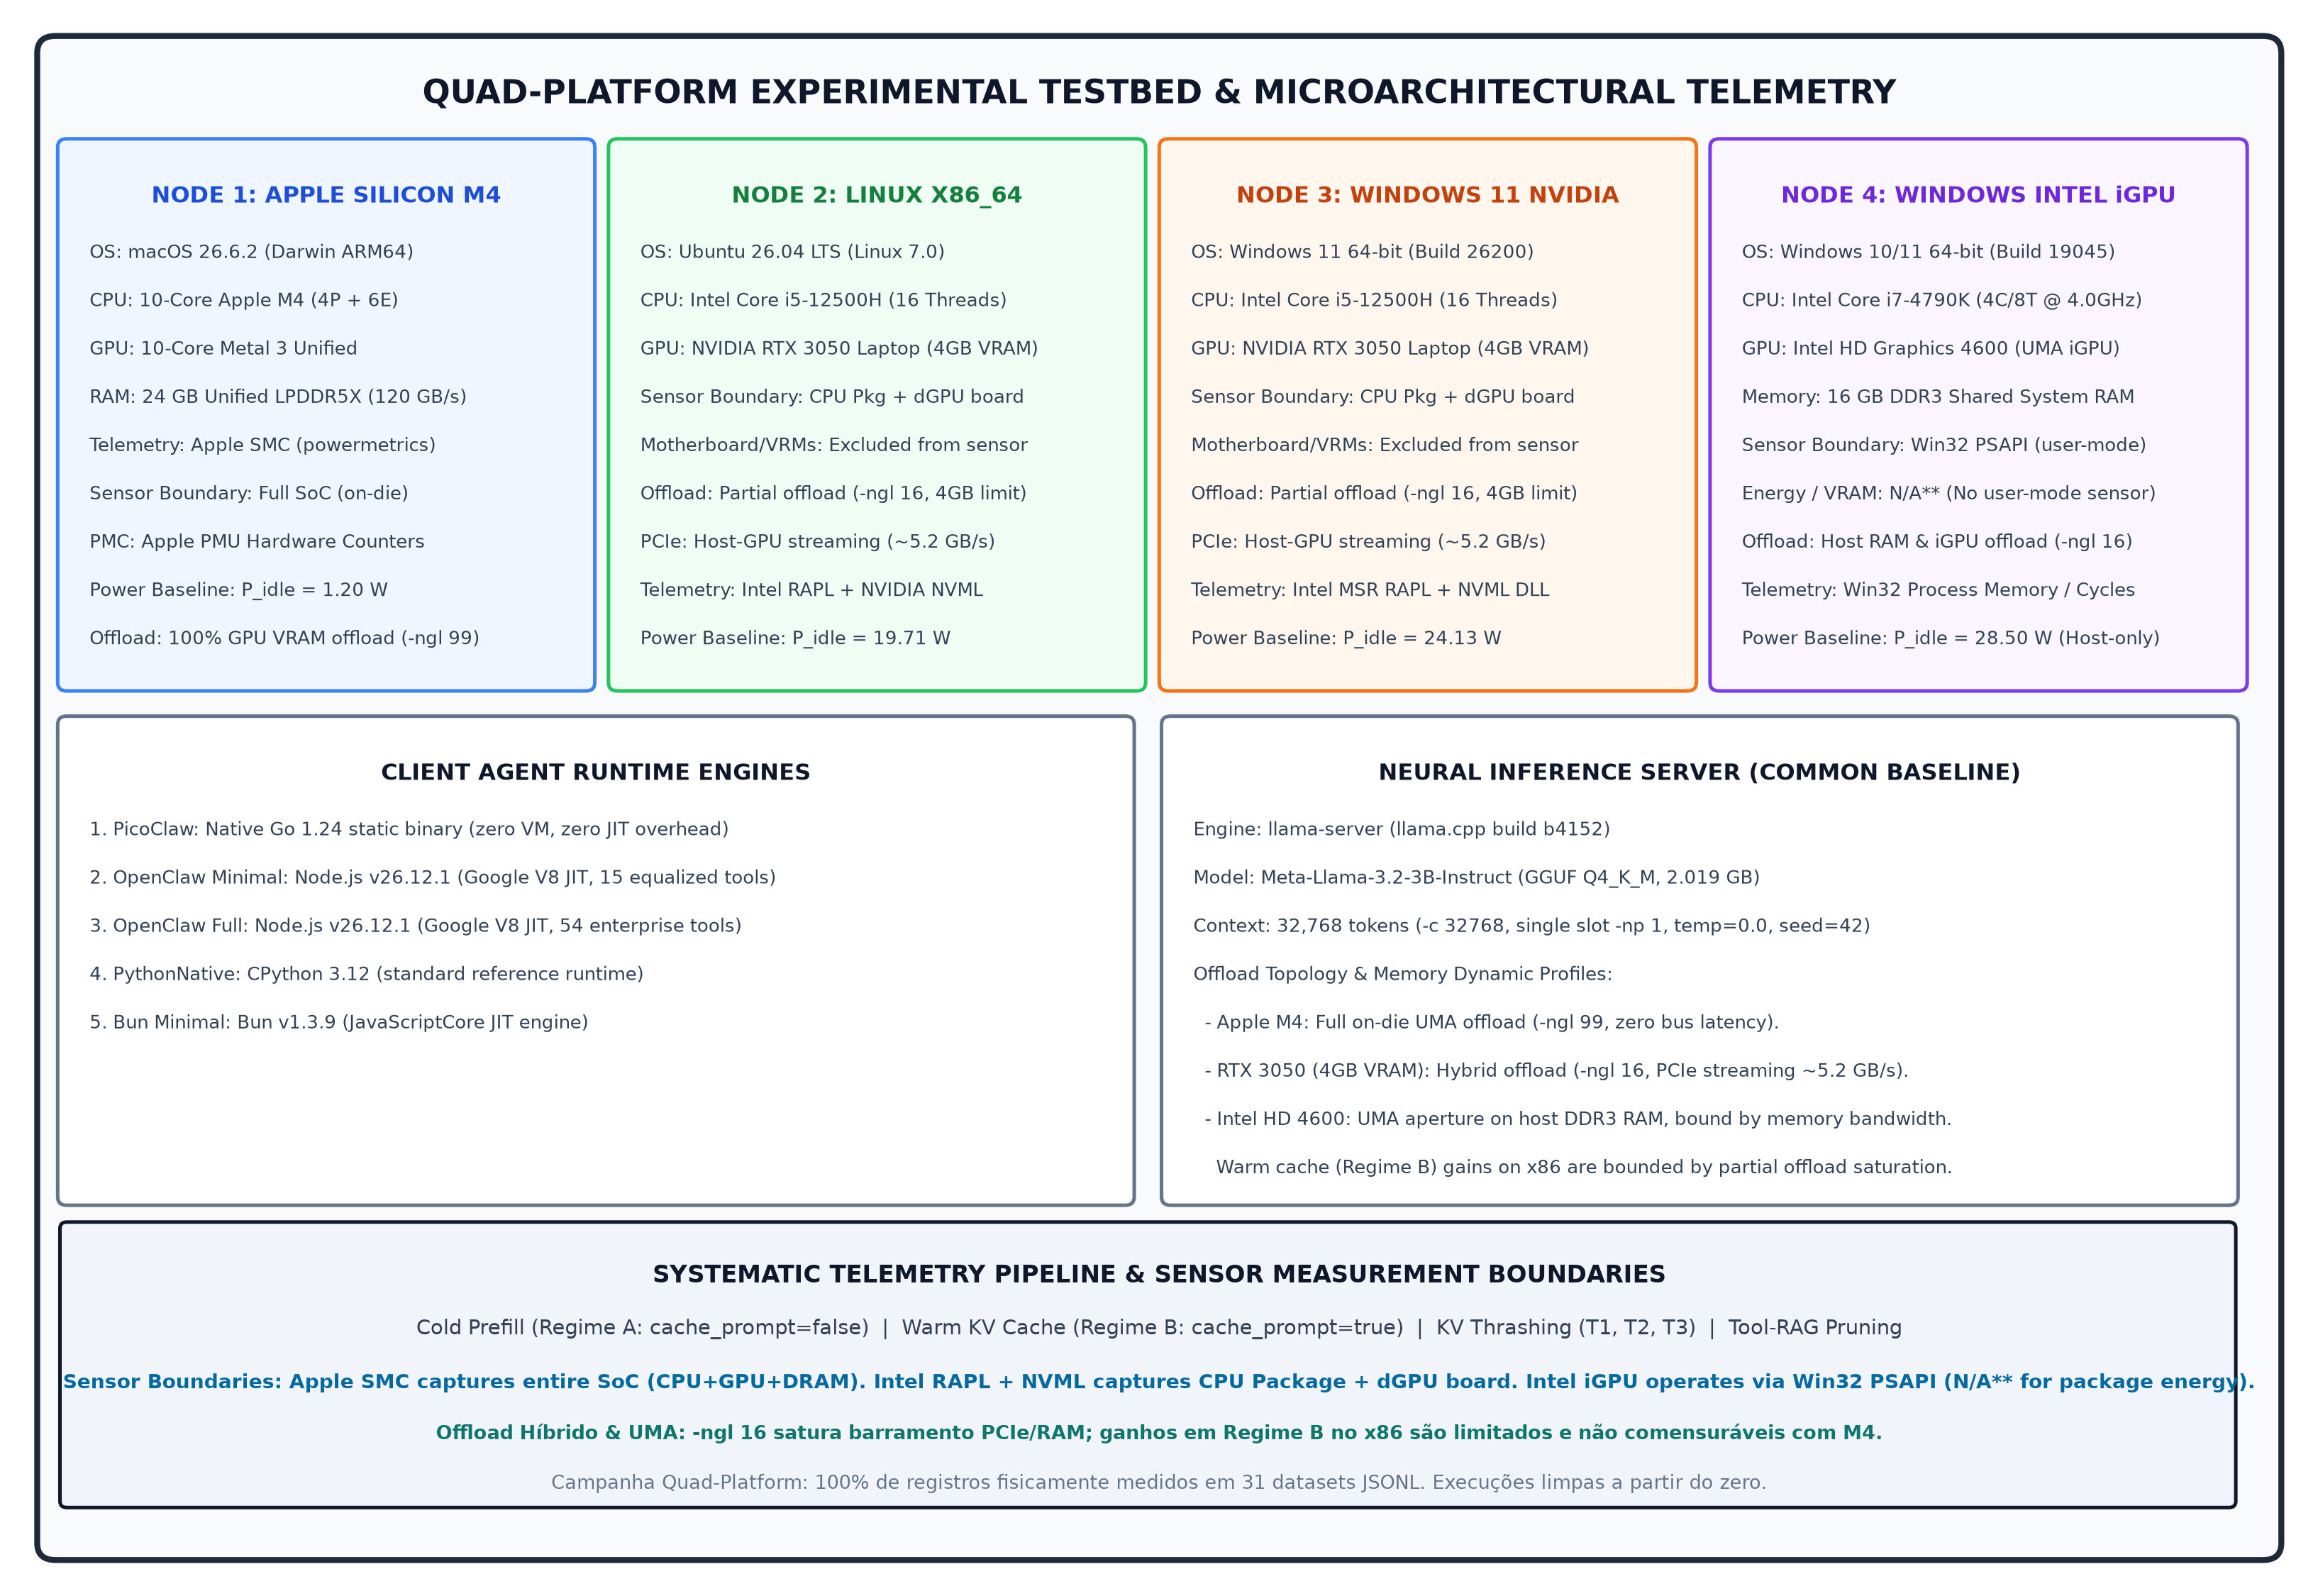 QUAD-PLATFORM EXPERIMENTAL TESTBED & MICROARCHITECTURAL TELEMETRY
NODE 1: APPLE SILICON M4
OS: macOS 26.6.2 (Darwin ARM64)
CPU: 10-Core Apple M4 (4P + 6E)
GPU: 10-Core Metal 3 Unified
RAM: 24 GB Unified LPDDR5X (120 GB/s)
Telemetry: Apple SMC (powermetrics)
Sensor Boundary: Full SoC (on-die)
PMC: Apple PMU Hardware Counters
Power Baseline: P_idle = 1.20 W
Offload: 100% GPU VRAM offload (-ngl 99)
NODE 2: LINUX X86_64
OS: Ubuntu 26.04 LTS (Linux 7.0)
CPU: Intel Core i5-12500H (16 Threads)
GPU: NVIDIA RTX 3050 Laptop (4GB VRAM)
Sensor Boundary: CPU Pkg + dGPU board
Motherboard/VRMs: Excluded from sensor
Offload: Partial offload (-ngl 16, 4GB limit)
PCIe: Host-GPU streaming (~5.2 GB/s)
Telemetry: Intel RAPL + NVIDIA NVML
Power Baseline: P_idle = 19.71 W
NODE 3: WINDOWS 11 NVIDIA
OS: Windows 11 64-bit (Build 26200)
CPU: Intel Core i5-12500H (16 Threads)
GPU: NVIDIA RTX 3050 Laptop (4GB VRAM)
Sensor Boundary: CPU Pkg + dGPU board
Motherboard/VRMs: Excluded from sensor
Offload: Partial offload (-ngl 16, 4GB limit)
PCIe: Host-GPU streaming (~5.2 GB/s)
Telemetry: Intel MSR RAPL + NVML DLL
Power Baseline: P_idle = 24.13 W
NODE 4: WINDOWS INTEL iGPU
OS: Windows 10/11 64-bit (Build 19045)
CPU: Intel Core i7-4790K (4C/8T @ 4.0GHz)
GPU: Intel HD Graphics 4600 (UMA iGPU)
Memory: 16 GB DDR3 Shared System RAM
Sensor Boundary: Win32 PSAPI (user-mode)
Energy / VRAM: N/A** (No user-mode sensor)
Offload: Host RAM & iGPU offload (-ngl 16)
Telemetry: Win32 Process Memory / Cycles
Power Baseline: P_idle = 28.50 W (Host-only)
CLIENT AGENT RUNTIME ENGINES
1. PicoClaw: Native Go 1.24 static binary (zero VM, zero JIT overhead)
2. OpenClaw Minimal: Node.js v26.12.1 (Google V8 JIT, 15 equalized tools)
3. OpenClaw Full: Node.js v26.12.1 (Google V8 JIT, 54 enterprise tools)
4. PythonNative: CPython 3.12 (standard reference runtime)
5. Bun Minimal: Bun v1.3.9 (JavaScriptCore JIT engine)
NEURAL INFERENCE SERVER (COMMON BASELINE)
Engine: llama-server (llama.cpp build b4152)
Model: Meta-Llama-3.2-3B-Instruct (GGUF Q4_K_M, 2.019 GB)
Context: 32,768 tokens (-c 32768, single slot -np 1, temp=0.0, seed=42)
Offload Topology & Memory Dynamic Profiles:
- Apple M4: Full on-die UMA offload (-ngl 99, zero bus latency).
- RTX 3050 (4GB VRAM): Hybrid offload (-ngl 16, PCIe streaming ~5.2 GB/s).
- Intel HD 4600: UMA aperture on host DDR3 RAM, bound by memory bandwidth.
Warm cache (Regime B) gains on x86 are bounded by partial offload saturation.
SYSTEMATIC TELEMETRY PIPELINE & SENSOR MEASUREMENT BOUNDARIES
Cold Prefill (Regime A: cache_prompt=false) | Warm KV Cache (Regime B: cache_prompt=true) | KV Thrashing (T1, T2, T3) | Tool-RAG Pruning
Sensor Boundaries: Apple SMC captures entire SoC (CPU+GPU+DRAM). Intel RAPL + NVML captures CPU Package + dGPU board. Intel iGPU operates via Win32 PSAPI (N/A** for package energy).
Offload Híbrido & UMA: -ngl 16 satura barramento PCIe/RAM; ganhos em Regime B no x86 são limitados e não comensuráveis com M4.
Campanha Quad-Platform: 100% de registros fisicamente medidos em 31 datasets JSONL. Execuções limpas a partir do zero.